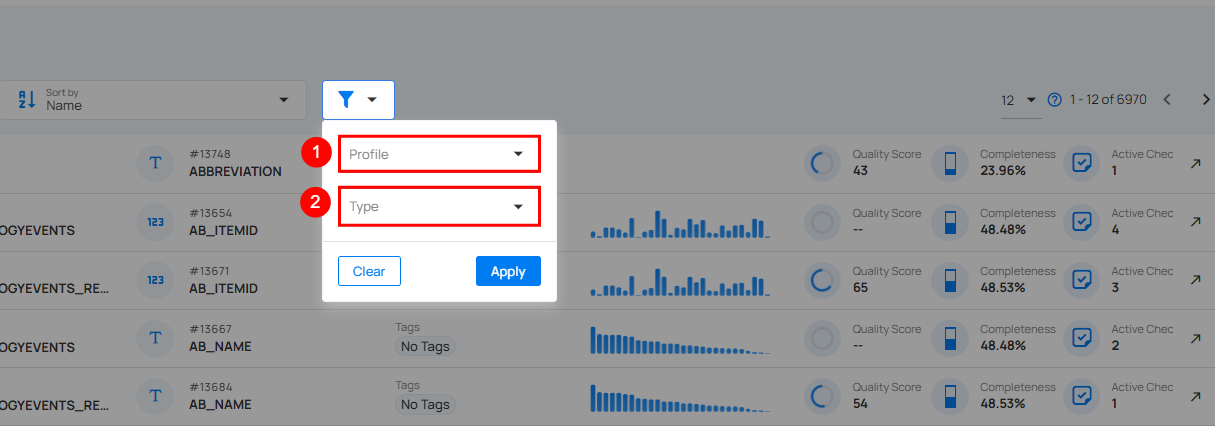 Sort by
Name
12
1 - 12 of 6970
1
Profile
2
Type
Clear
Apply
T
#13748
ABBREVIATION
Quality Score
43
Completeness
23.96%
Active Chec
1
OGYEVENTS
123
#13654
AB_ITEMID
Quality Score
--
Completeness
48.48%
Active Chec
4
OGYEVENTS_RE...
123
#13671
AB_ITEMID
Quality Score
65
Completeness
48.53%
Active Chec
3
OGYEVENTS
T
#13667
AB_NAME
Tags
No Tags
Quality Score
--
Completeness
48.48%
Active Chec
2
OGYEVENTS_RE...
T
#13684
AB_NAME
Tags
No Tags
Quality Score
54
Completeness
48.53%
Active Chec
1